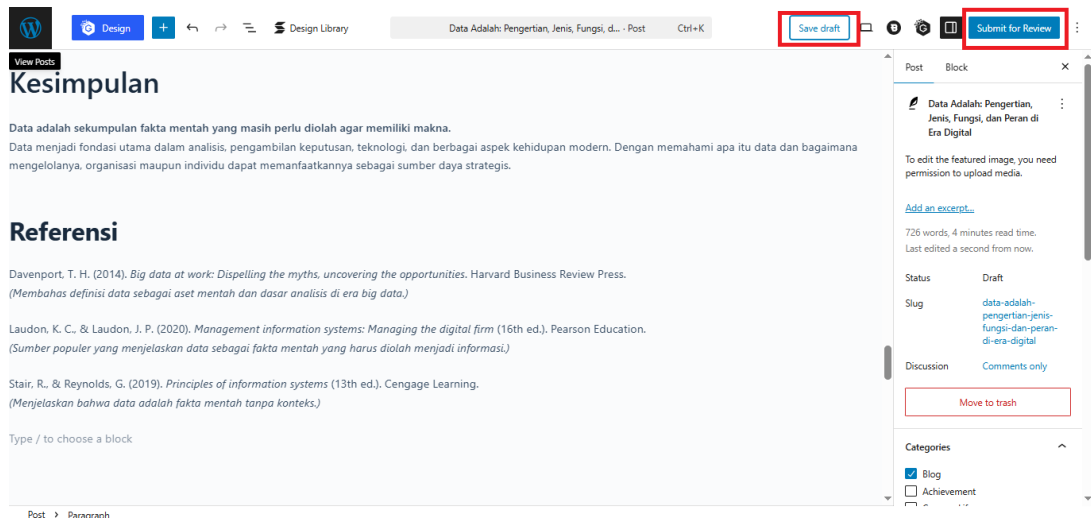 Design
Design Library
Data Adalah: Pengertian, Jenis, Fungsi, d... · Post Ctrl+K
Save draft
Submit for Review
View Posts
Kesimpulan
Data adalah sekumpulan fakta mentah yang masih perlu diolah agar memiliki makna.
Data menjadi fondasi utama dalam analisis, pengambilan keputusan, teknologi, dan berbagai aspek kehidupan modern. Dengan memahami apa itu data dan bagaimana
mengelolanya, organisasi maupun individu dapat memanfaatkannya sebagai sumber daya strategis.
Referensi
Davenport, T. H. (2014). Big data at work: Dispelling the myths, uncovering the opportunities. Harvard Business Review Press.
(Membahas definisi data sebagai aset mentah dan dasar analisis di era big data.)
Laudon, K. C., & Laudon, J. P. (2020). Management information systems: Managing the digital firm (16th ed.). Pearson Education.
(Sumber populer yang menjelaskan data sebagai fakta mentah yang harus diolah menjadi informasi.)
Stair, R., & Reynolds, G. (2019). Principles of information systems (13th ed.). Cengage Learning.
(Menjelaskan bahwa data adalah fakta mentah tanpa konteks.)
Type / to choose a block
Post > Paragraph
Post Block
Data Adalah: Pengertian,
Jenis, Fungsi, dan Peran di
Era Digital
To edit the featured image, you need
permission to upload media.
Add an excerpt...
726 words, 4 minutes read time.
Last edited a second from now.
Status Draft
Slug data-adalah-
pengertian-jenis-
fungsi-dan-peran-
di-era-digital
Discussion Comments only
Move to trash
Categories
Blog
Achievement